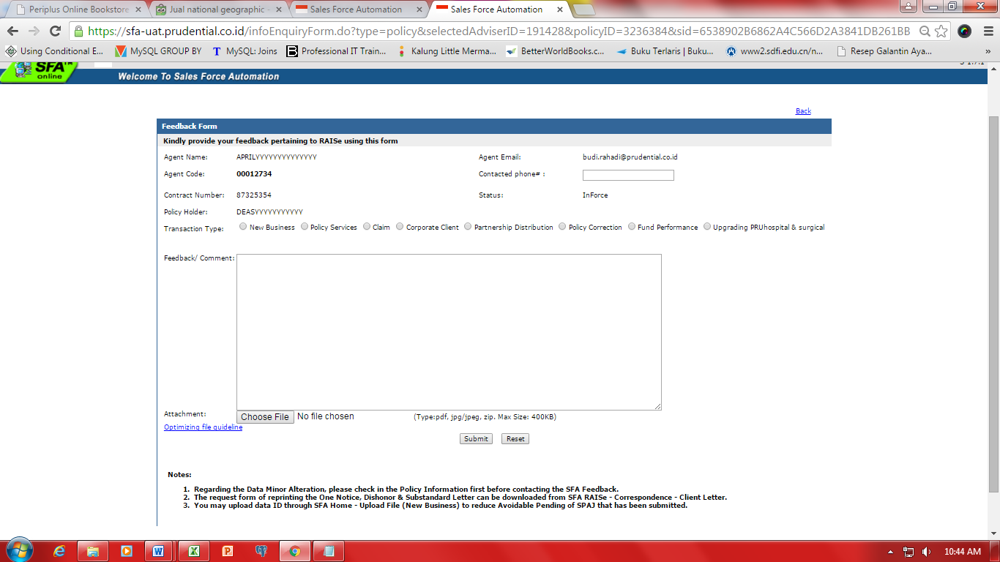 Periplus Online Bookstore
Jual national geographic -
Sales Force Automation
Sales Force Automation
https://sfa-uat.prudential.co.id/infoEnquiryForm.do?type=policy&selectedAdviserID=191428&policyID=3236384&sid=6538902B6862A4C566D2A3841DB261BB
Using Conditional E...
MySQL GROUP BY
MySQL: Joins
Professional IT Train...
Kalung Little Merma...
BetterWorldBooks.c...
Buku Terlaris | Buku...
www2.sdfi.edu.cn/n...
Resep Galantin Aya...
»
SFA™
online
Welcome To Sales Force Automation
Back
Feedback Form
Kindly provide your feedback pertaining to RAISe using this form
Agent Name: APRILYYYYYYYYYYYYYY Agent Email: budi.rahadi@prudential.co.id
Agent Code: 00012734 Contacted phone# :
Contract Number: 87325354 Status: InForce
Policy Holder: DEASYYYYYYYYYYY
Transaction Type: New Business Policy Services Claim Corporate Client Partnership Distribution Policy Correction Fund Performance Upgrading PRUhospital & surgical
Feedback/ Comment:
Attachment: Choose File No file chosen (Type:pdf, jpg/jpeg, zip. Max Size: 400KB)
Optimizing file guideline
Submit Reset
Notes:
1. Regarding the Data Minor Alteration, please check in the Policy Information first before contacting the SFA Feedback.
2. The request form of reprinting the One Notice, Dishonor & Substandard Letter can be downloaded from SFA RAISe - Correspondence - Client Letter.
3. You may upload data ID through SFA Home - Upload File (New Business) to reduce Avoidable Pending of SPAJ that has been submitted.
10:44 AM